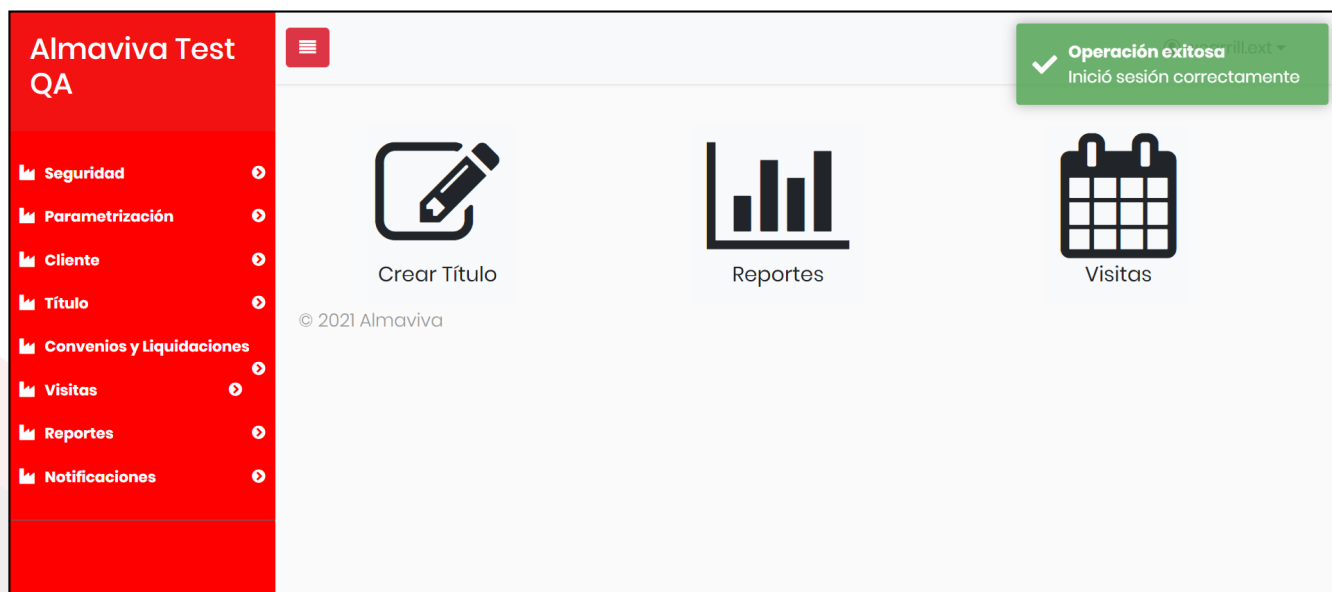 Almaviva Test
QA
Operación exitosa
Inició sesión correctamente
Seguridad
Parametrización
Cliente
Título
Convenios y Liquidaciones
Visitas
Reportes
Notificaciones
Crear Título
Reportes
Visitas
© 2021 Almaviva